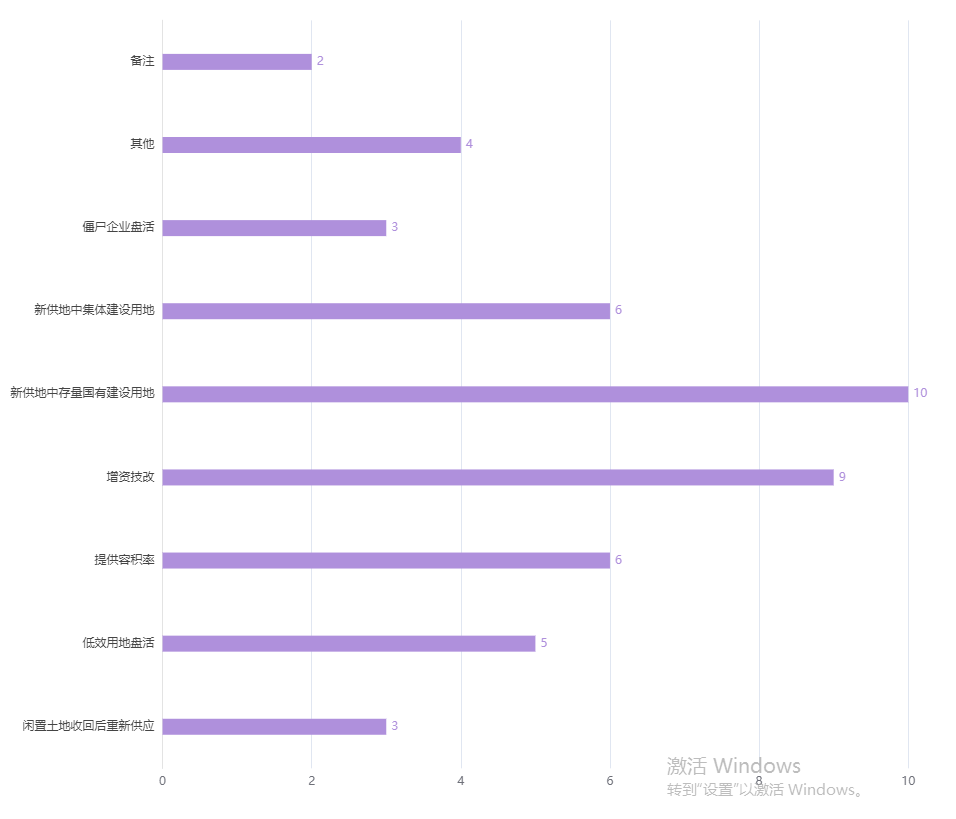 备注 2
其他 4
僵尸企业盘活 3
新供地中集体建设用地 6
新供地中存量国有建设用地 10
增资技改 9
提供容积率 6
低效用地盘活 5
闲置土地收回后重新供应 3
0 2 4 6 8 10
激活 Windows
转到“设置”以激活 Windows。